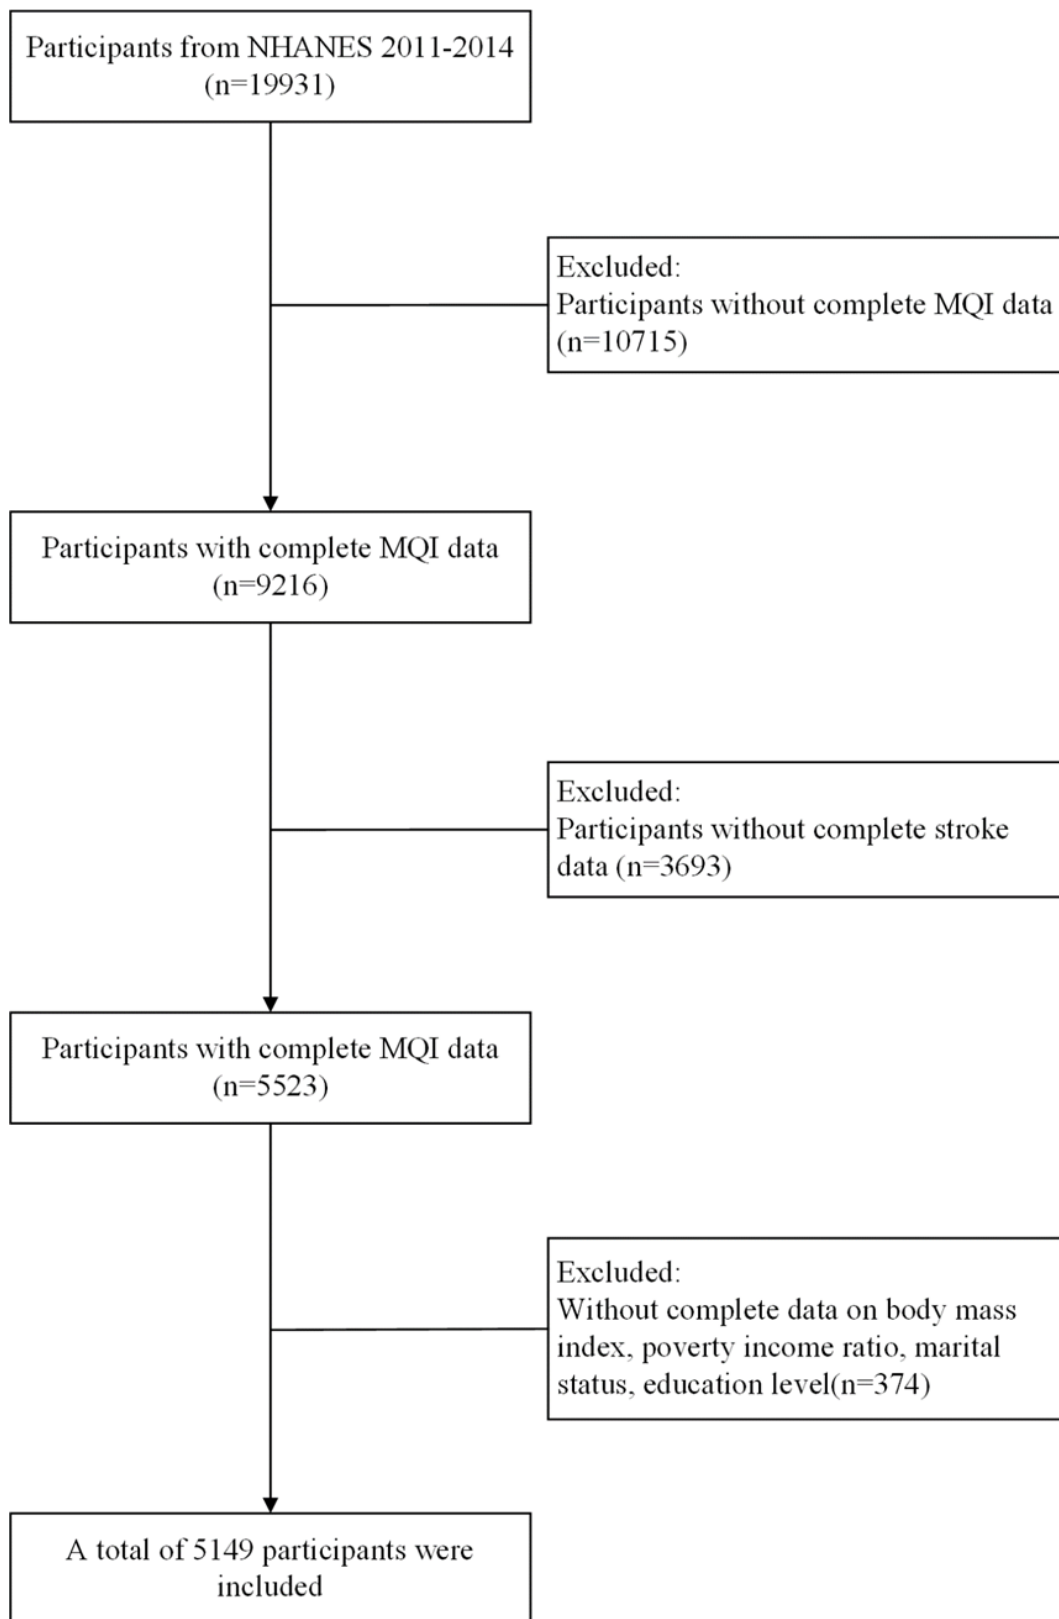 Participants from NHANES 2011-2014
(n=19931)
Excluded:
Participants without complete MQI data
(n=10715)
Participants with complete MQI data
(n=9216)
Excluded:
Participants without complete stroke
data (n=3693)
Participants with complete MQI data
(n=5523)
Excluded:
Without complete data on body mass
index, poverty income ratio, marital
status, education level(n=374)
A total of 5149 participants were
included